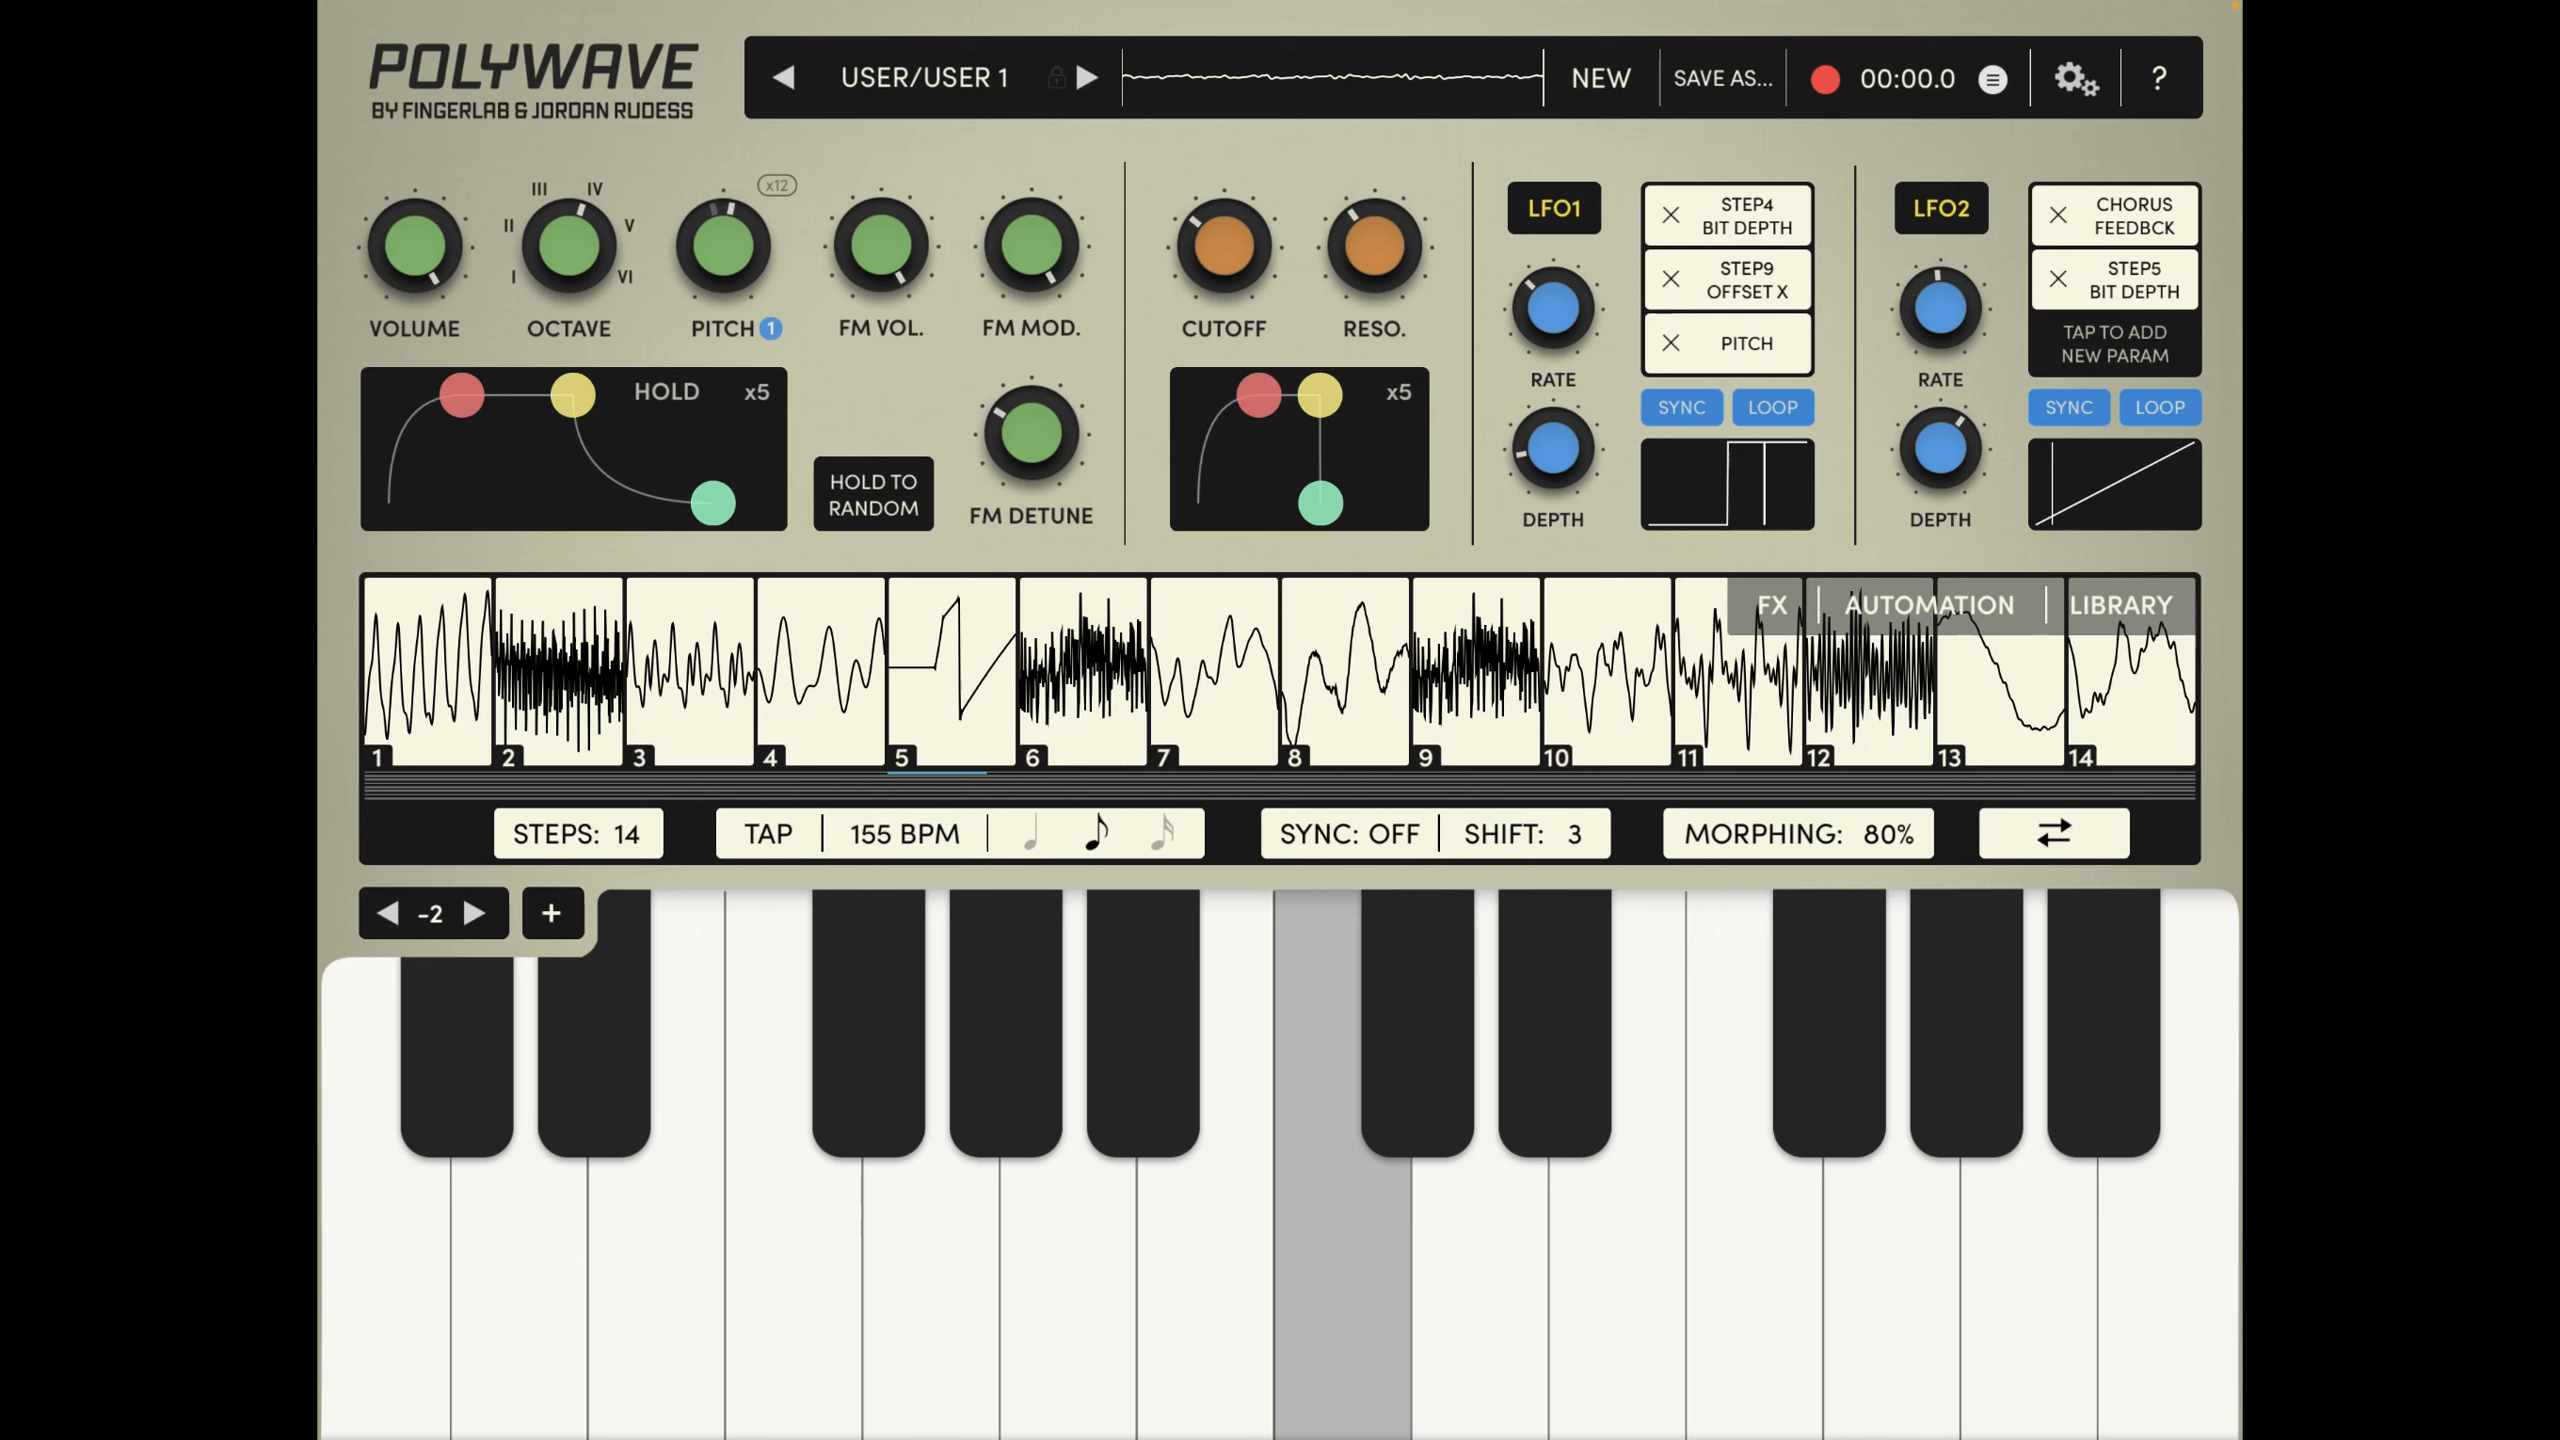 POLYWAVE
BY FINGERLAB & JORDAN RUDESS
USER/USER 1
NEW
SAVE AS...
00:00.0
?
VOLUME
I
II
III
IV
V
VI
OCTAVE
x12
PITCH 1
FM VOL.
FM MOD.
HOLD
x5
HOLD TO
RANDOM
FM DETUNE
CUTOFF
RESO.
x5
LFO1
RATE
DEPTH
STEP4
BIT DEPTH
STEP9
OFFSET X
PITCH
SYNC
LOOP
LFO2
RATE
DEPTH
CHORUS
FEEDBCK
STEP5
BIT DEPTH
TAP TO ADD
NEW PARAM
SYNC
LOOP
FX
AUTOMATION
LIBRARY
1
2
3
4
5
6
7
8
9
10
11
12
13
14
STEPS: 14
TAP
155 BPM
SYNC: OFF
SHIFT: 3
MORPHING: 80%
-2
+